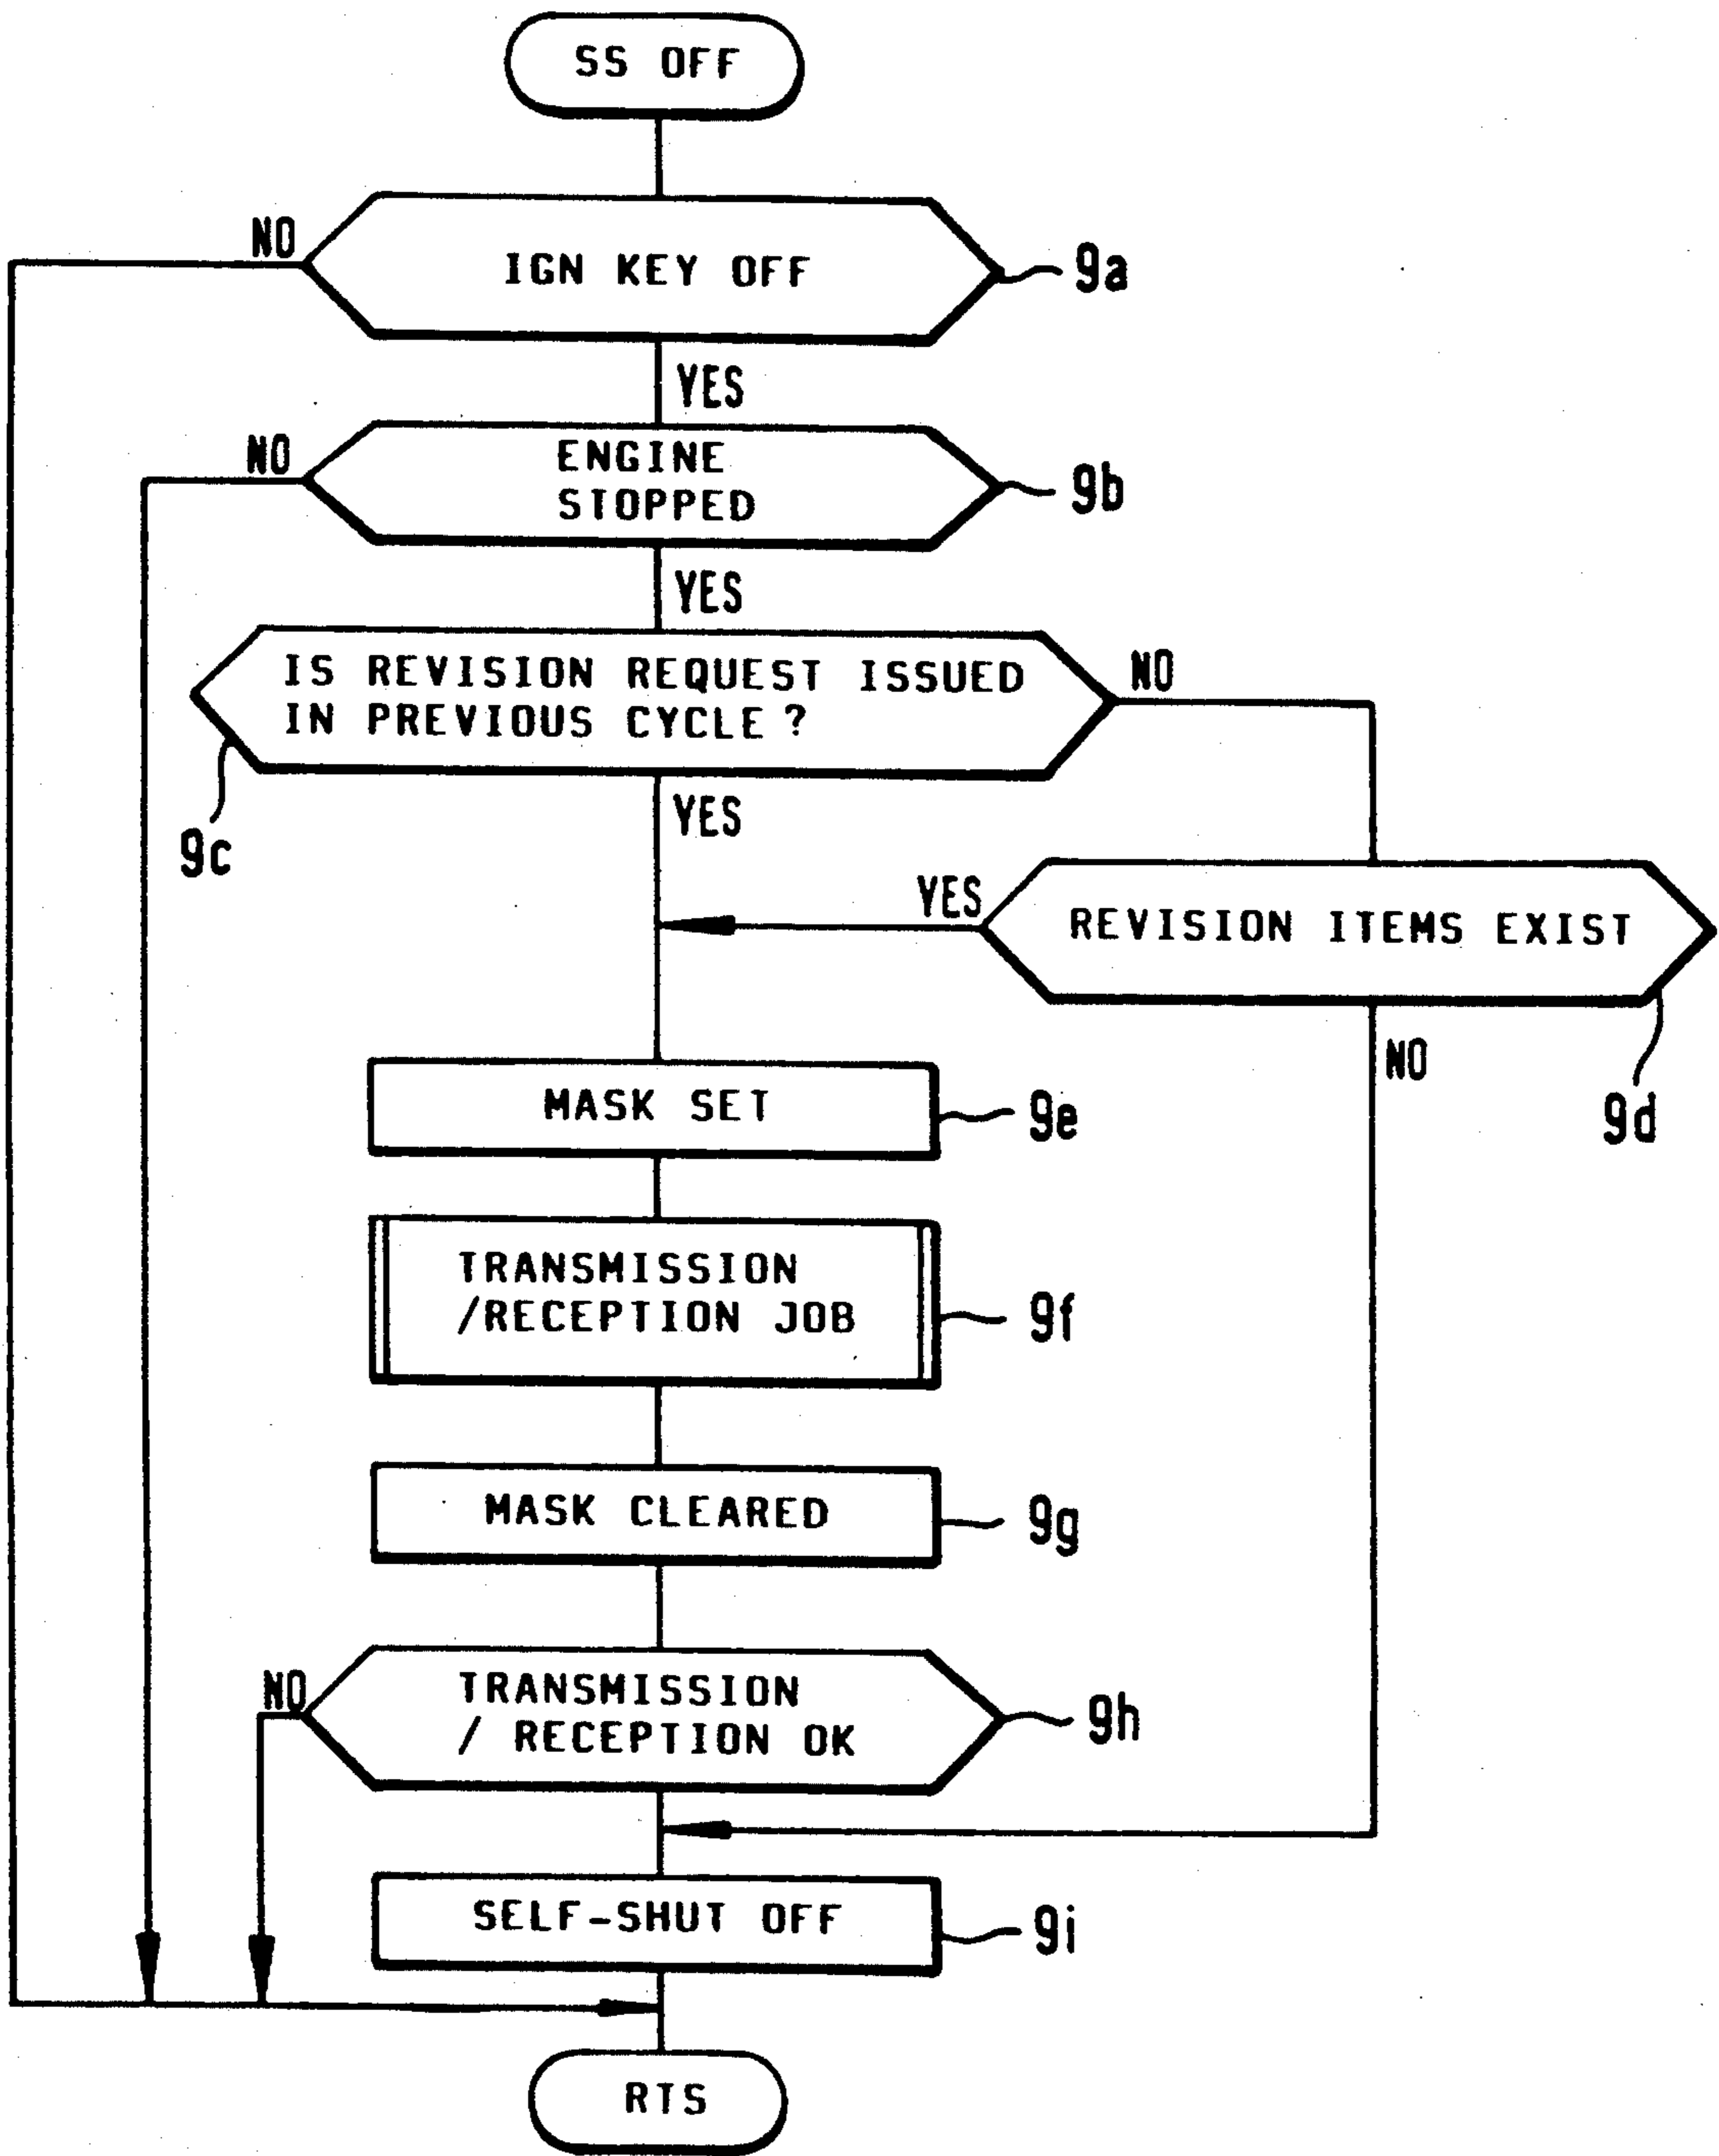 SS OFF
NO
IGN KEY OFF
9a
YES
NO
ENGINE
STOPPED
9b
YES
IS REVISION REQUEST ISSUED
IN PREVIOUS CYCLE ?
NO
9c
YES
YES
REVISION ITEMS EXIST
NO
9d
MASK SET
9e
TRANSMISSION
/RECEPTION JOB
9f
MASK CLEARED
9g
NO
TRANSMISSION
/ RECEPTION OK
9h
SELF-SHUT OFF
9i
RTS